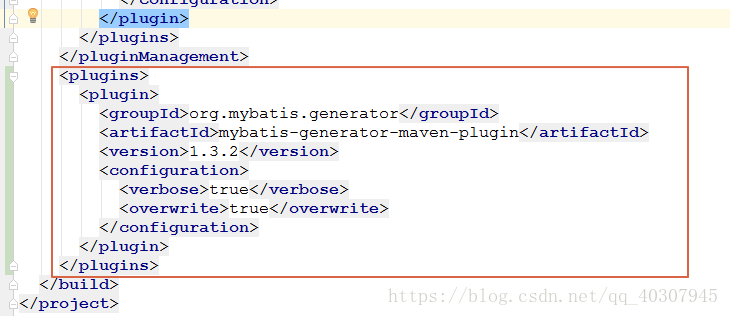 </configuration>
</plugin>
</plugins>
</pluginManagement>
<plugins>
<plugin>
<groupId>org.mybatis.generator</groupId>
<artifactId>mybatis-generator-maven-plugin</artifactId>
<version>1.3.2</version>
<configuration>
<verbose>true</verbose>
<overwrite>true</overwrite>
</configuration>
</plugin>
</plugins>
</build>
</project>
https://blog.csdn.net/qq_40307945